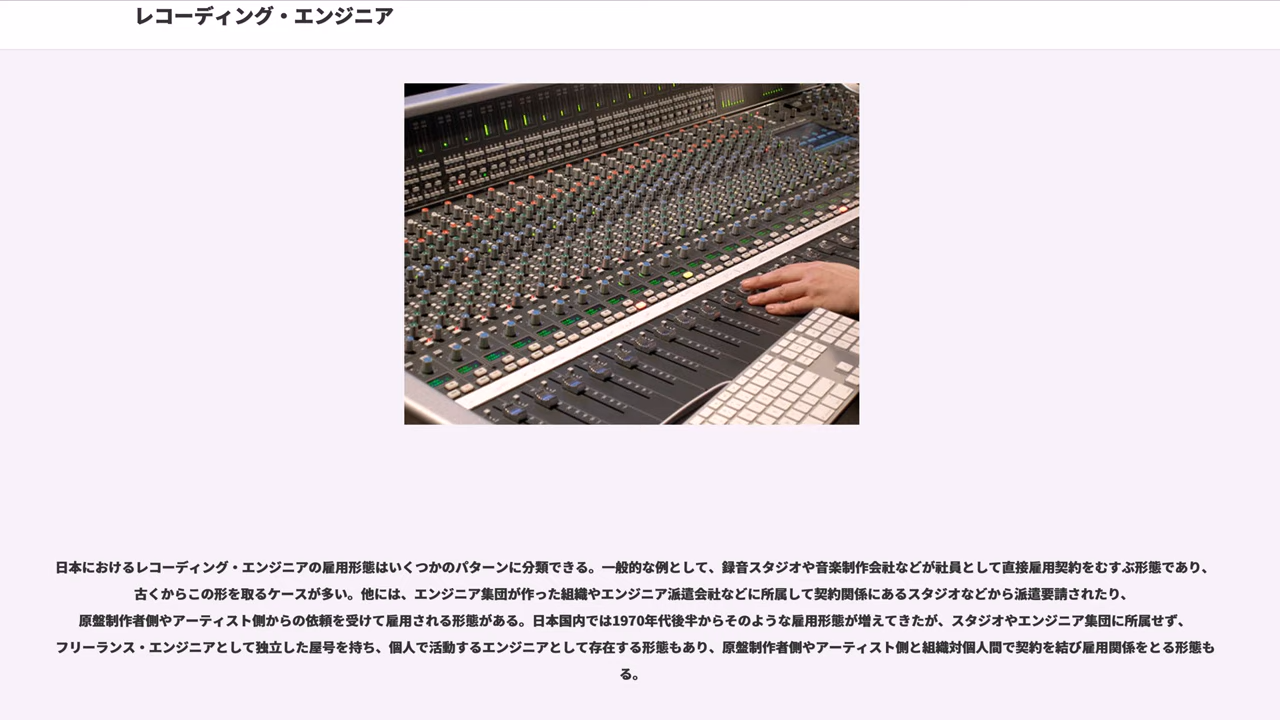 レコーディング・エンジニア
日本におけるレコーディング・エンジニアの雇用形態はいくつかのパターンに分類できる。一般的な例として、録音スタジオや音楽制作会社などが社員として直接雇用契約をむすぶ形態であり、
古くからこの形を取るケースが多い。他には、エンジニア集団が作った組織やエンジニア派遣会社などに所属して契約関係にあるスタジオなどから派遣要請されたり、
原盤制作者側やアーティスト側からの依頼を受けて雇用される形態がある。日本国内では1970年代後半からそのような雇用形態が増えてきたが、スタジオやエンジニア集団に所属せず、
フリーランス・エンジニアとして独立した屋号を持ち、個人で活動するエンジニアとして存在する形態もあり、原盤制作者側やアーティスト側と組織対個人間で契約を結び雇用関係をとる形態も
る。